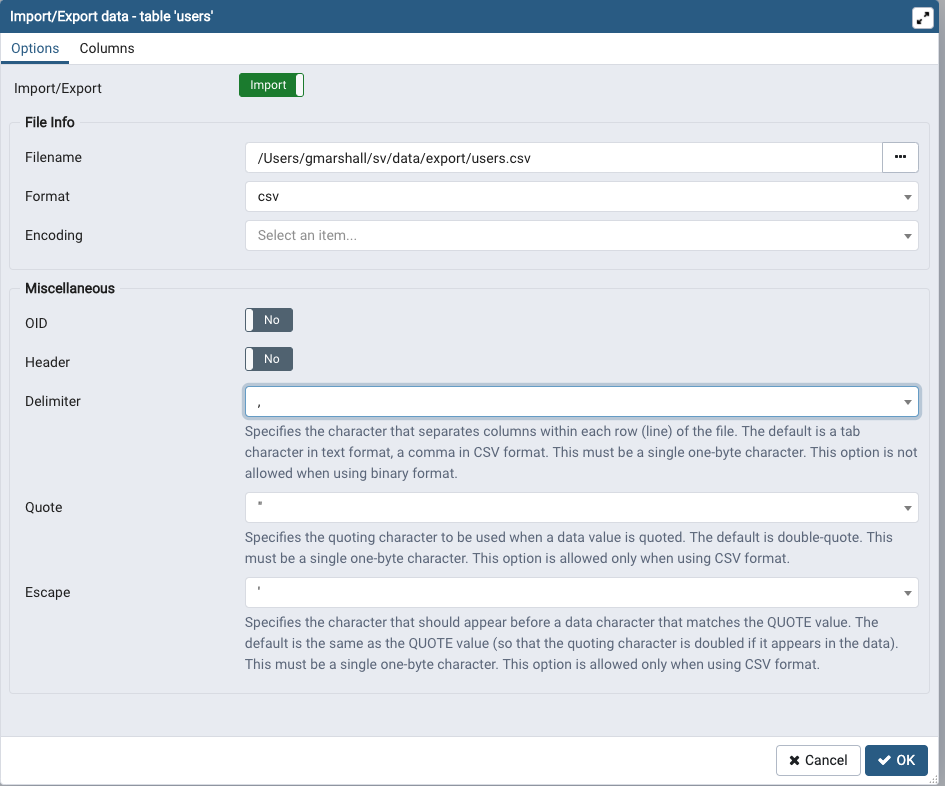 Import/Export data - table 'users'
Options Columns
Import/Export Import
File Info
Filename /Users/gmarshall/sv/data/export/users.csv •••
Format csv
Encoding Select an item...
Miscellaneous
OID No
Header No
Delimiter ,
Specifies the character that separates columns within each row (line) of the file. The default is a tab
character in text format, a comma in CSV format. This must be a single one-byte character. This option is not
allowed when using binary format.
Quote "
Specifies the quoting character to be used when a data value is quoted. The default is double-quote. This
must be a single one-byte character. This option is allowed only when using CSV format.
Escape '
Specifies the character that should appear before a data character that matches the QUOTE value. The
default is the same as the QUOTE value (so that the quoting character is doubled if it appears in the data).
This must be a single one-byte character. This option is allowed only when using CSV format.
Cancel OK